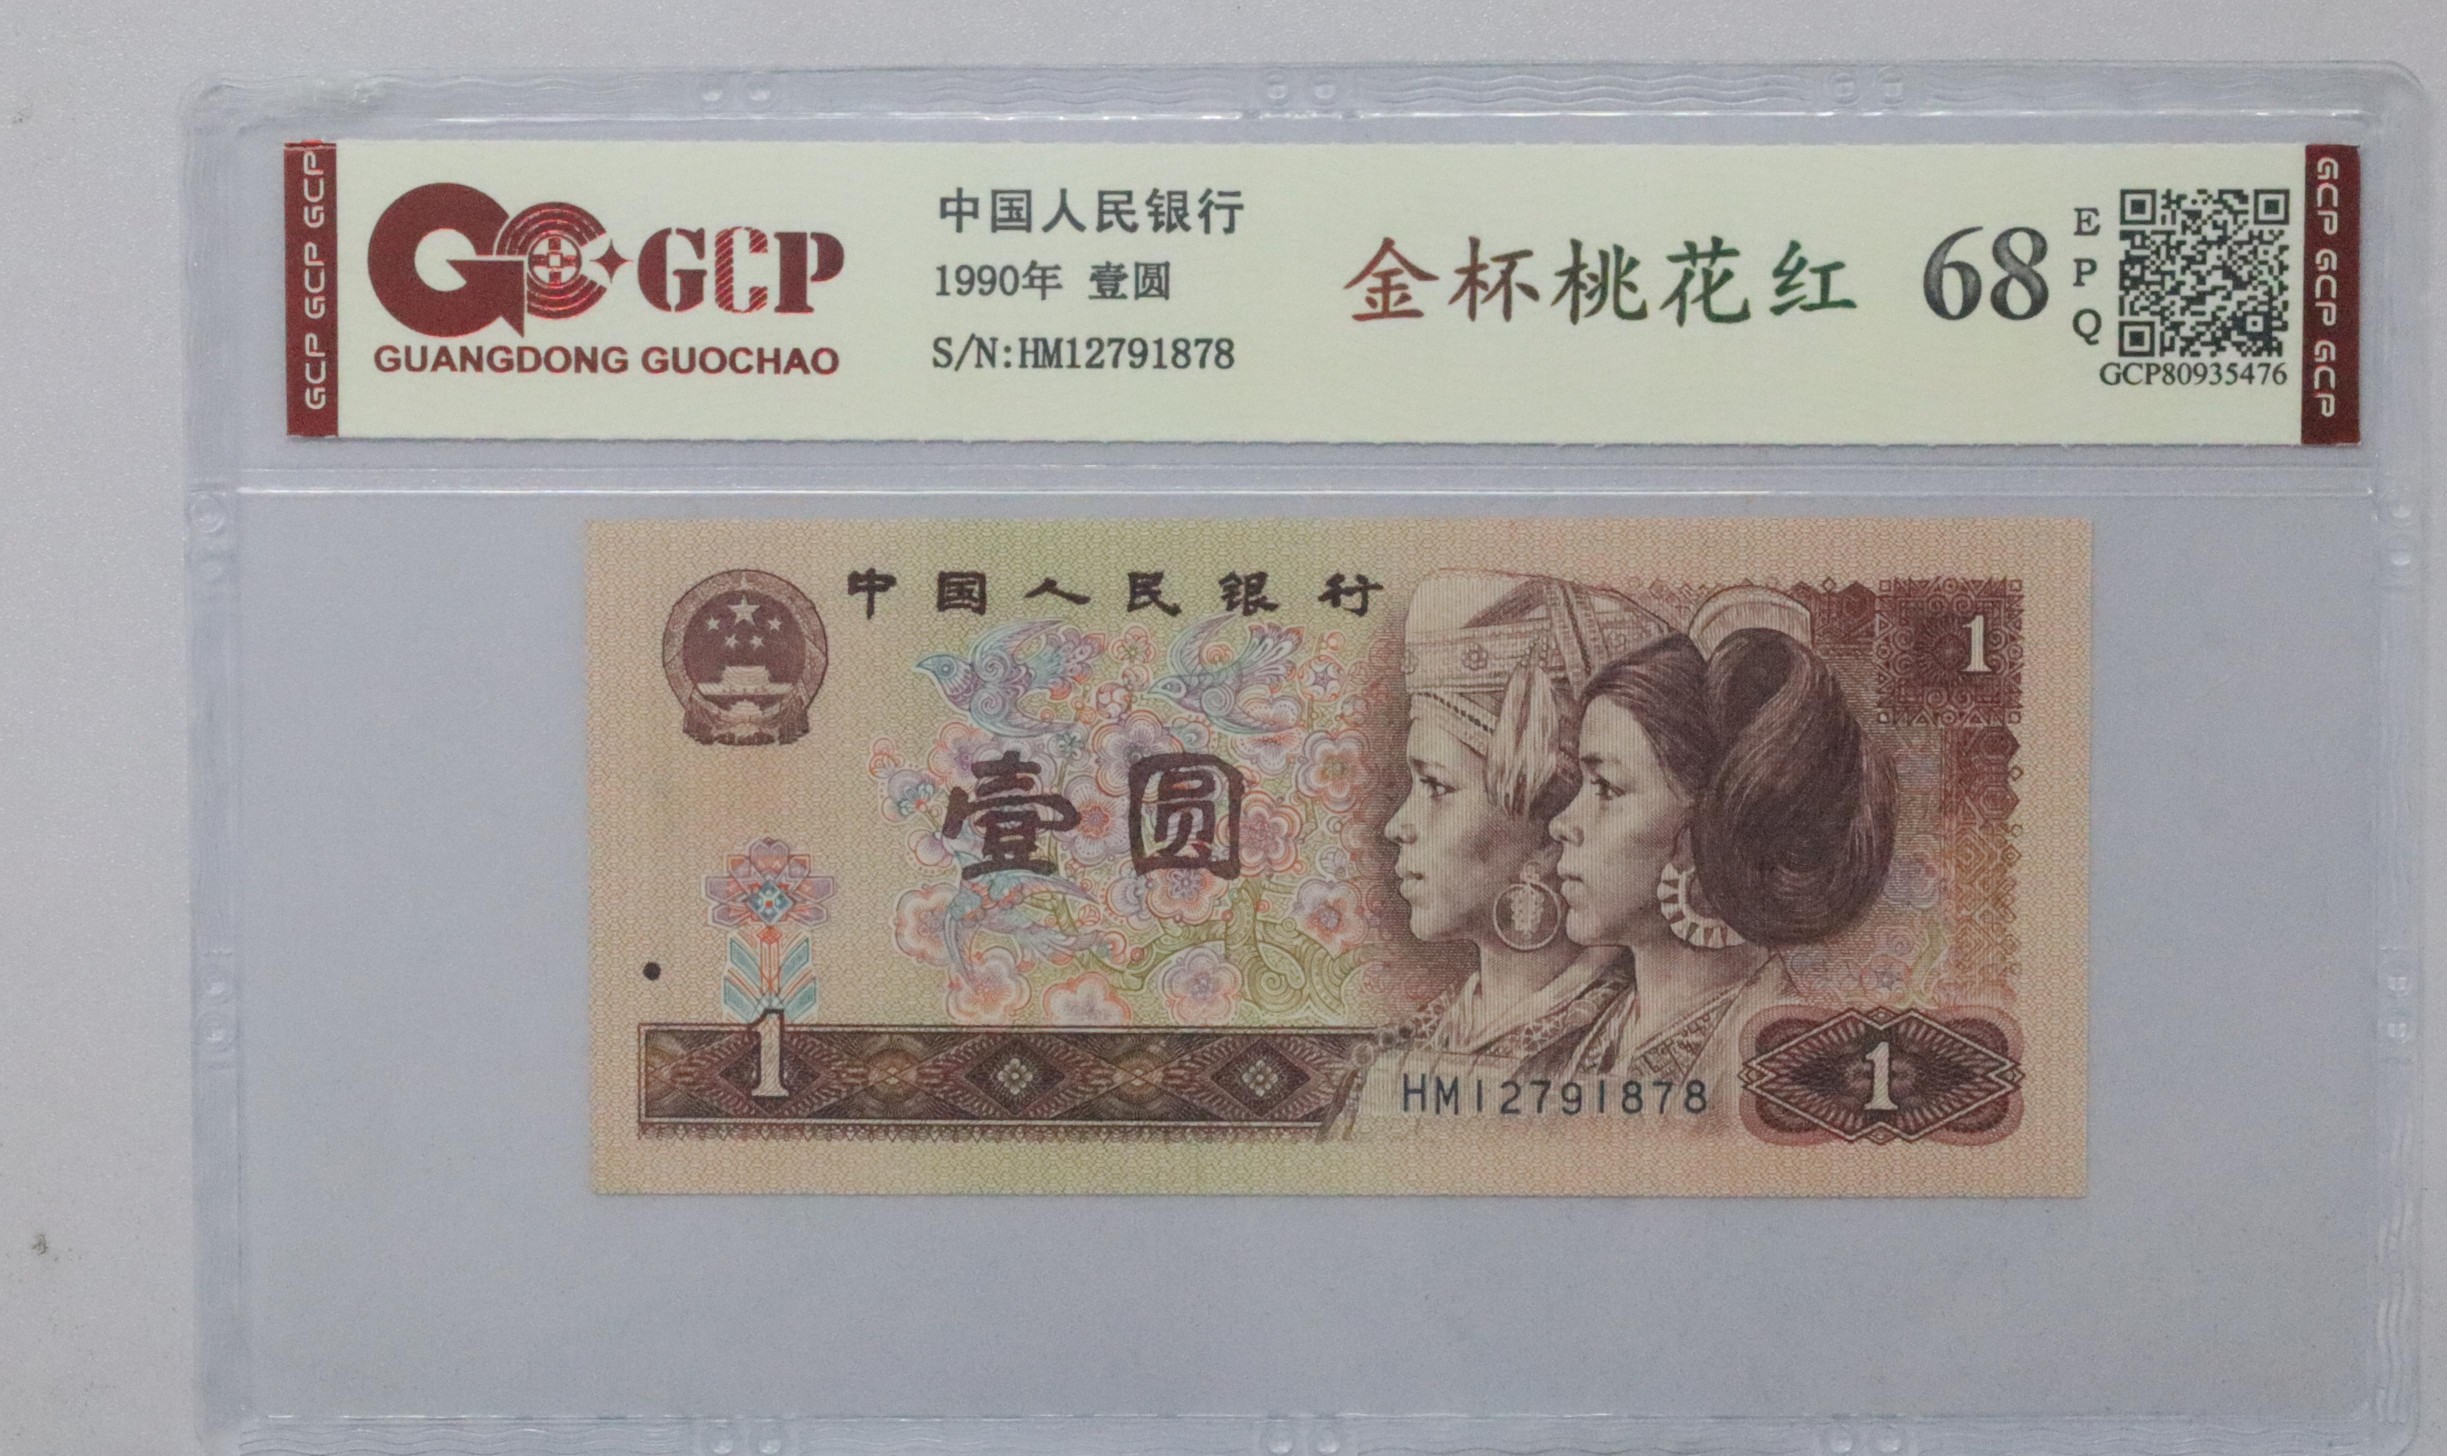 GCP GCP GCP
GCP
GUANGDONG GUOCHAO
中国人民银行
1990年 壹圆
S/N:HM12791878
金杯桃花红
68
EPQ
GCP80935476
GCP GCP GCP
中国人民银行
1
壹圆
1
HM12791878
1